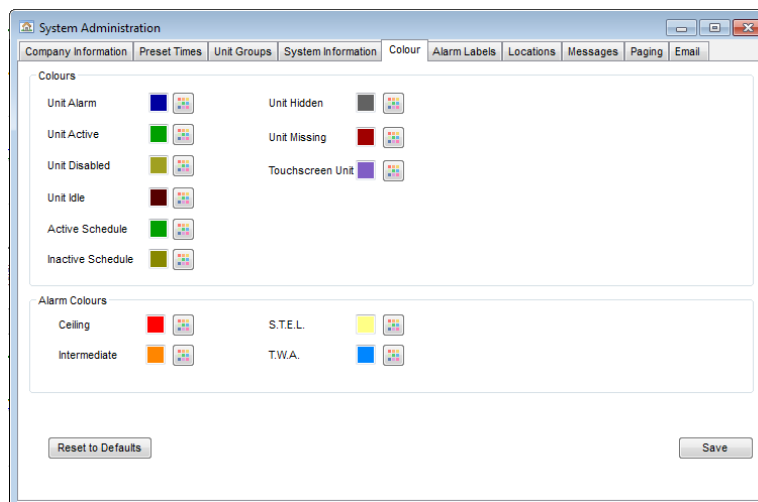 System Administration
Company Information Preset Times Unit Groups System Information Colour Alarm Labels Locations Messages Paging Email
Colours
Unit Alarm Unit Hidden
Unit Active Unit Missing
Unit Disabled Touchscreen Unit
Unit Idle
Active Schedule
Inactive Schedule
Alarm Colours
Ceiling S.T.E.L.
Intermediate T.W.A.
Reset to Defaults Save